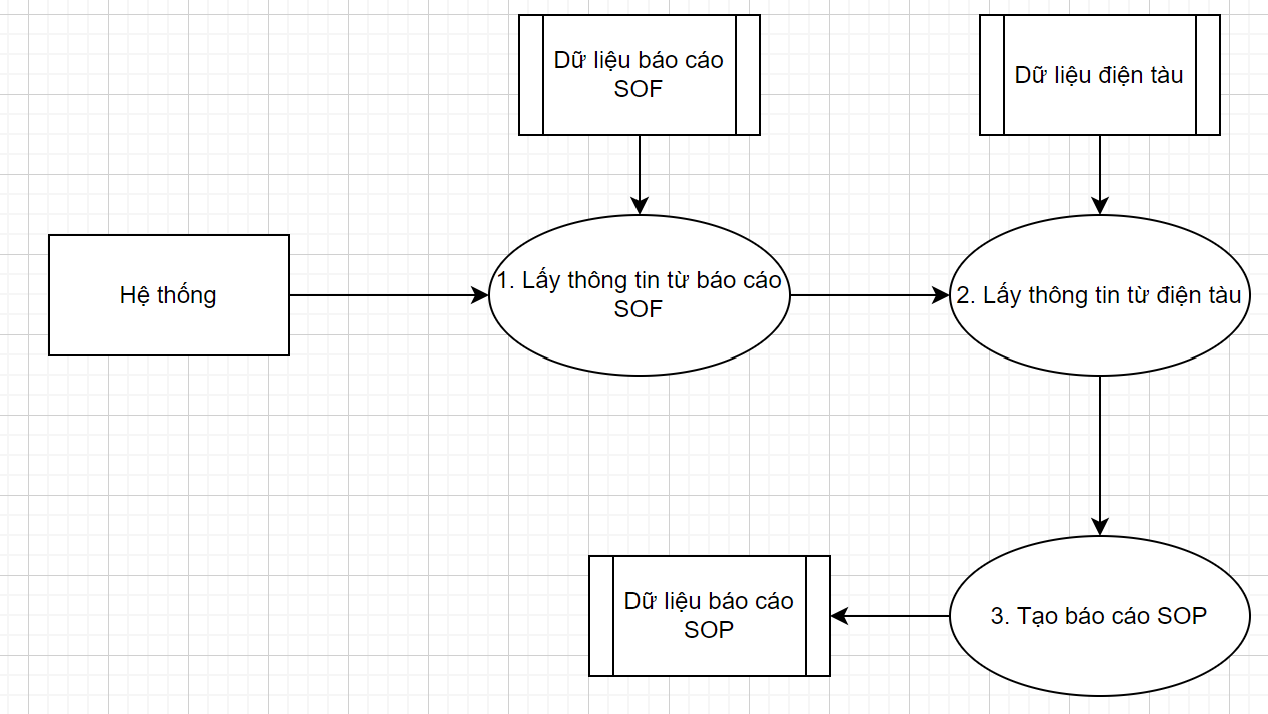 Dữ liệu báo cáo
SOF
Dữ liệu điện tàu
Hệ thống
1. Lấy thông tin từ báo cáo
SOF
2. Lấy thông tin từ điện tàu
Dữ liệu báo cáo
SOP
3. Tạo báo cáo SOP